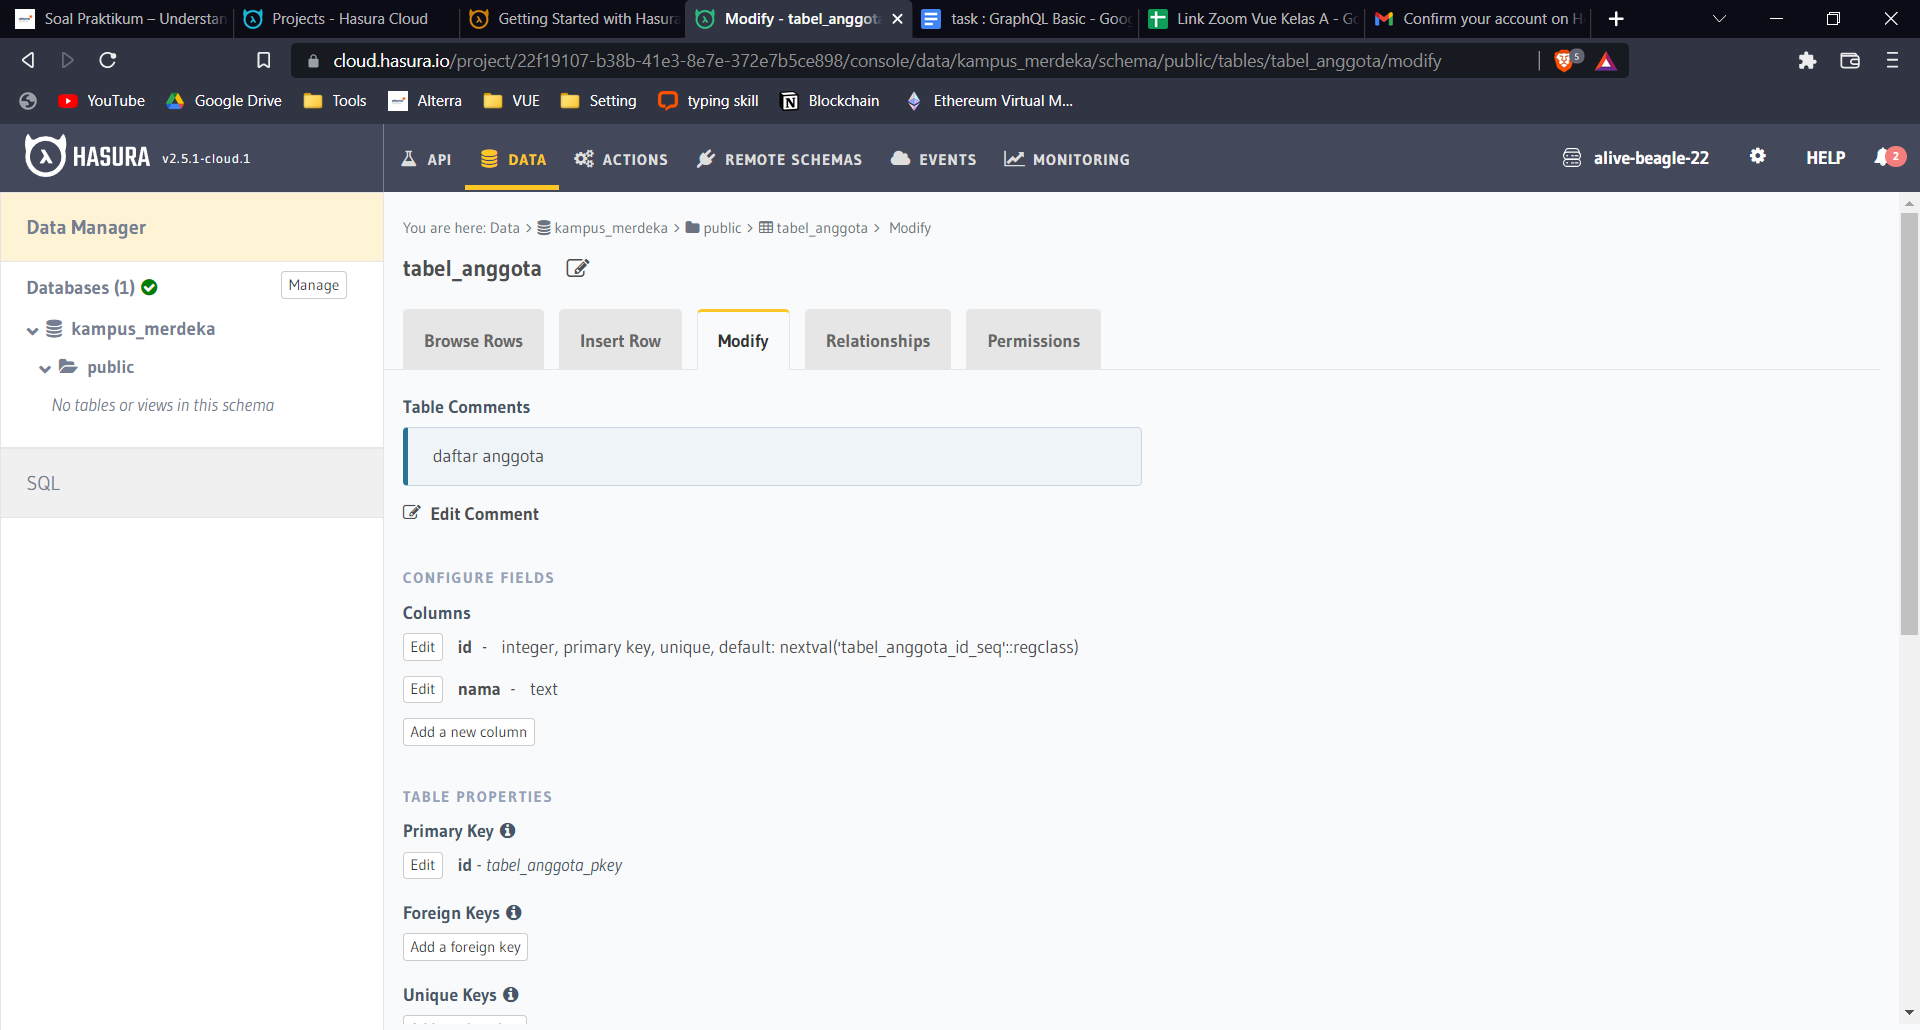 Soal Praktikum – Understan
Projects - Hasura Cloud
Getting Started with Hasura
Modify - tabel_anggota
task : GraphQL Basic - Goog
Link Zoom Vue Kelas A - Go
Confirm your account on H
cloud.hasura.io/project/22f19107-b38b-41e3-8e7e-372e7b5ce898/console/data/kampus_merdeka/schema/public/tables/tabel_anggota/modify
5
YouTube
Google Drive
Tools
Alterra
VUE
Setting
typing skill
Blockchain
Ethereum Virtual M...
HASURA v2.5.1-cloud.1
API
DATA
ACTIONS
REMOTE SCHEMAS
EVENTS
MONITORING
alive-beagle-22
HELP
2
Data Manager
Databases (1)
Manage
kampus_merdeka
public
No tables or views in this schema
SQL
You are here: Data > kampus_merdeka > public > tabel_anggota > Modify
tabel_anggota
Browse Rows
Insert Row
Modify
Relationships
Permissions
Table Comments
daftar anggota
Edit Comment
CONFIGURE FIELDS
Columns
Edit id - integer, primary key, unique, default: nextval('tabel_anggota_id_seq'::regclass)
Edit nama - text
Add a new column
TABLE PROPERTIES
Primary Key
Edit id - tabel_anggota_pkey
Foreign Keys
Add a foreign key
Unique Keys